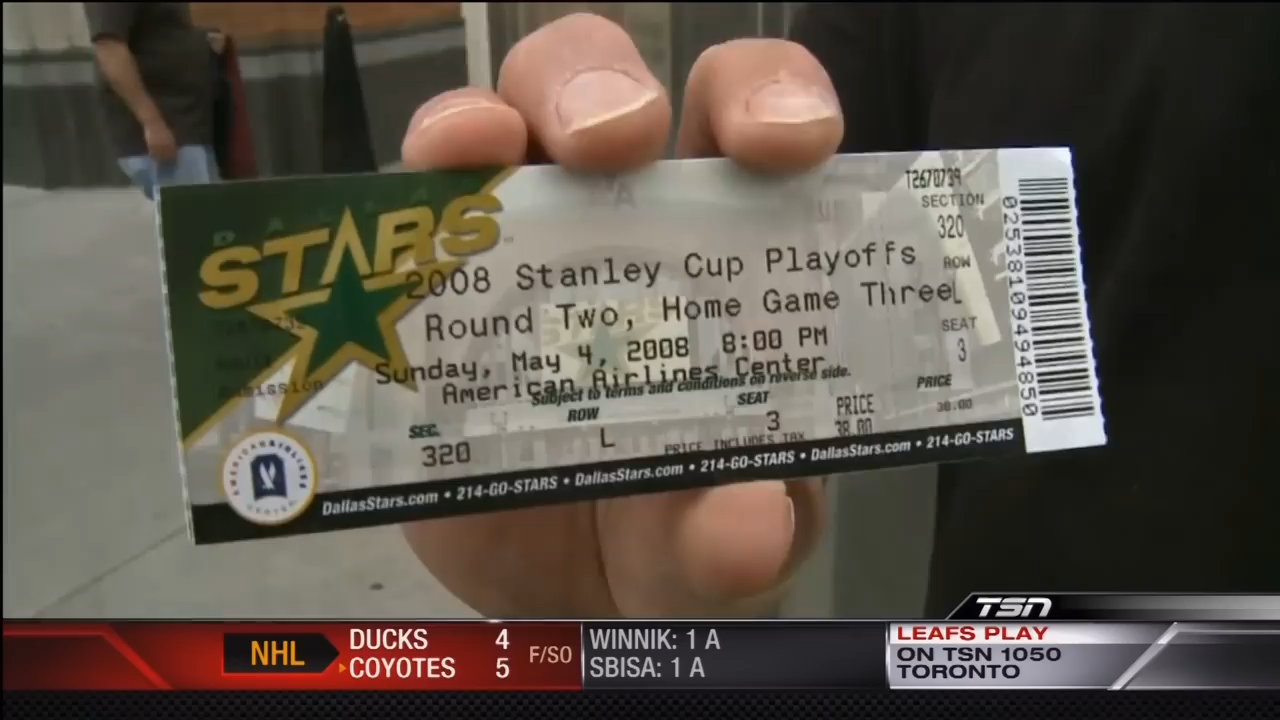 STARS
2008 Stanley Cup Playoffs
Round Two, Home Game Three
Sunday, May 4, 2008 8:00 PM
American Airlines Center
Subject to terms and conditions on reverse side.
SEC. ROW SEAT PRICE
320 L 3 38.00
PRICE INCLUDES TAX
DallasStars.com • 214-GO-STARS • DallasStars.com • 214-GO-STARS • DallasStars.com • 214-GO-STARS
AMERICAN AIRLINES CENTER
T2670739
SECTION
320
ROW
L
SEAT
3
PRICE
38.00
02538109494850
TSN
NHL
DUCKS 4
COYOTES 5
F/SO
WINNIK: 1 A
SBISA: 1 A
LEAFS PLAY
ON TSN 1050
TORONTO